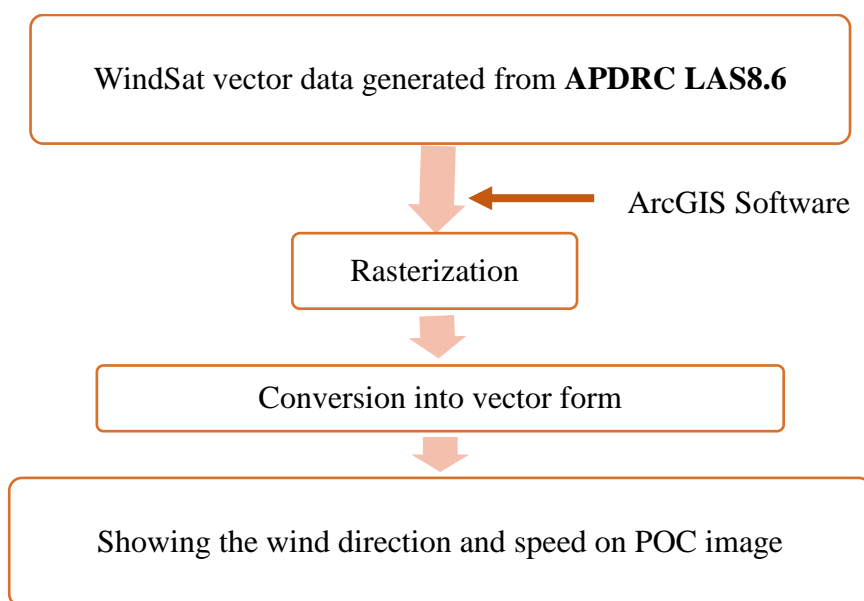 WindSat vector data generated from APDRC LAS8.6
ArcGIS Software
Rasterization
Conversion into vector form
Showing the wind direction and speed on POC image